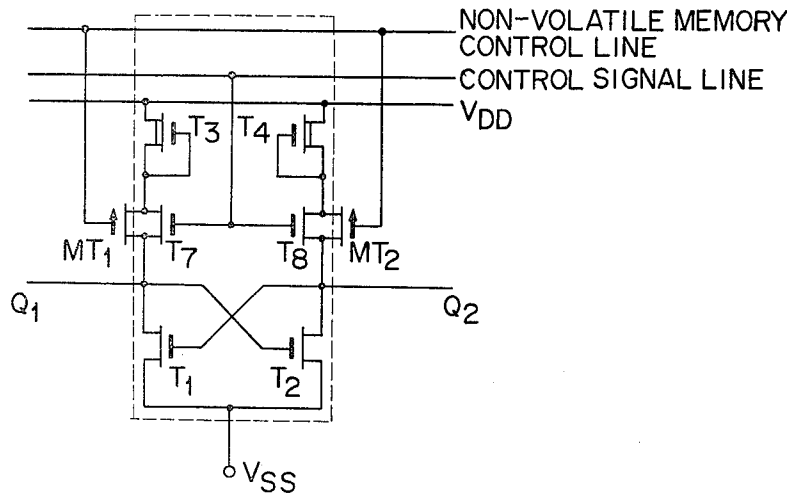 NON-VOLATILE MEMORY
CONTROL LINE
CONTROL SIGNAL LINE
VDD
T3 T4
MT1 T7 T8 MT2
Q1 Q2
T1 T2
VSS